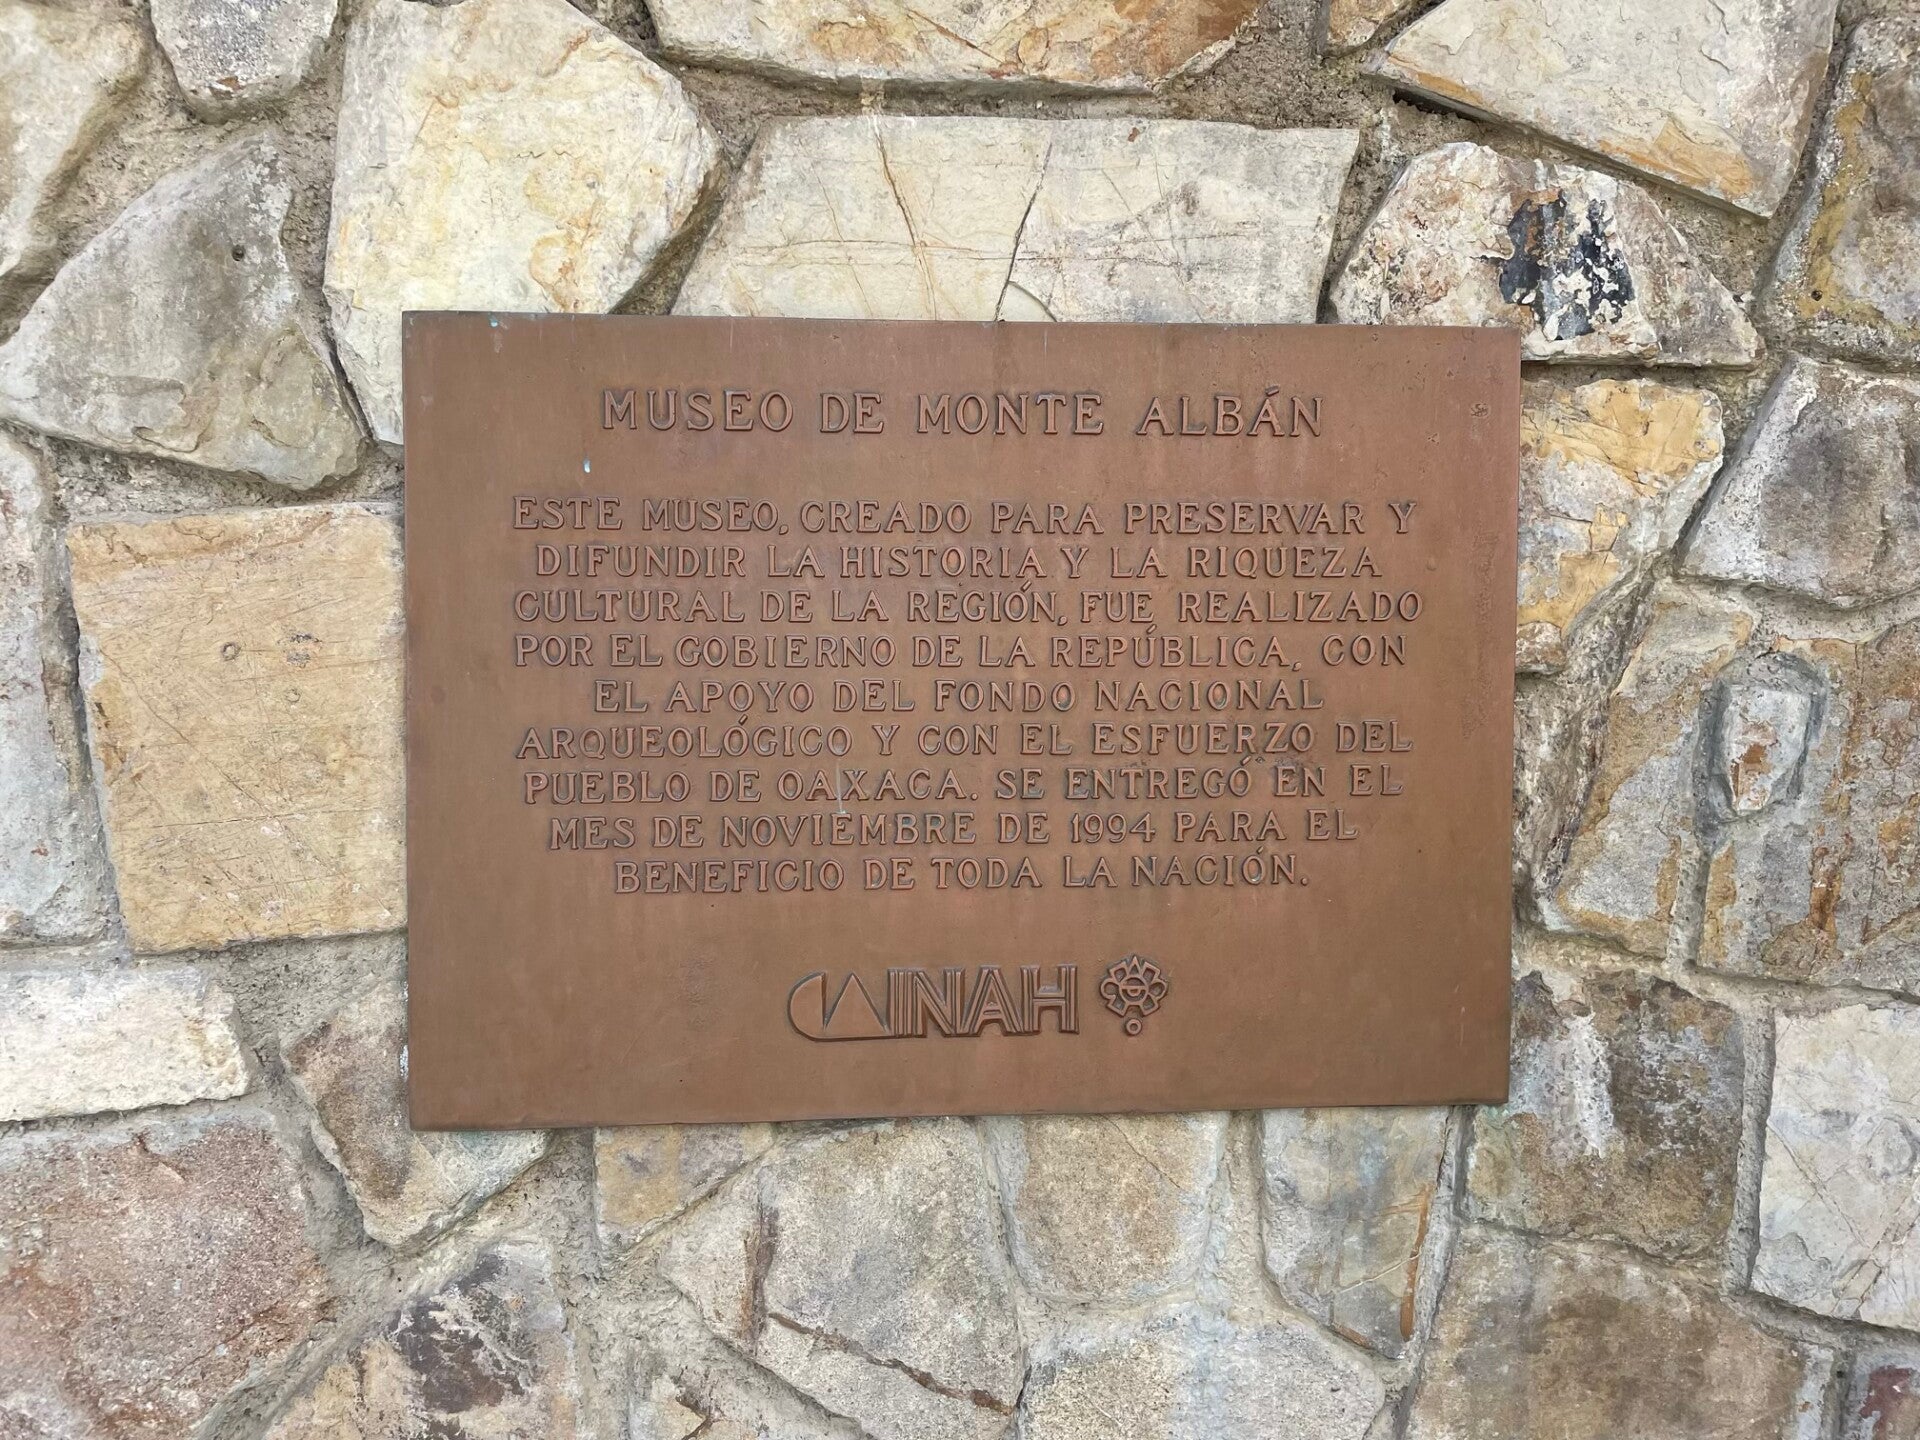 MUSEO DE MONTE ALBÁN
ESTE MUSEO, CREADO PARA PRESERVAR Y
DIFUNDIR LA HISTORIA Y LA RIQUEZA
CULTURAL DE LA REGIÓN, FUE REALIZADO
POR EL GOBIERNO DE LA REPÚBLICA, CON
EL APOYO DEL FONDO NACIONAL
ARQUEOLÓGICO Y CON EL ESFUERZO DEL
PUEBLO DE OAXACA. SE ENTREGÓ EN EL
MES DE NOVIEMBRE DE 1994 PARA EL
BENEFICIO DE TODA LA NACIÓN.
INAH